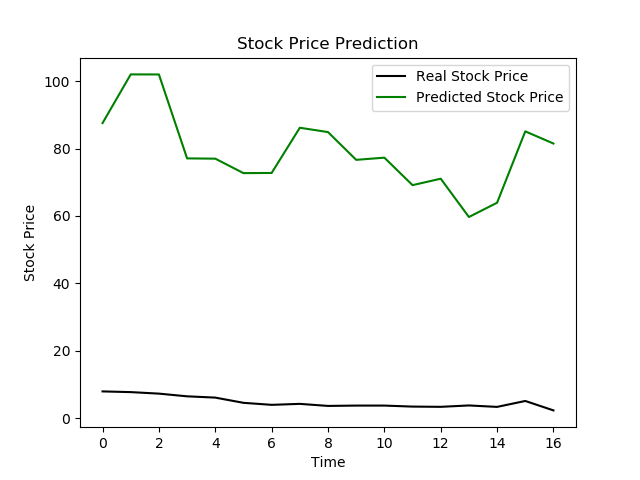 Stock Price Prediction
Real Stock Price
Predicted Stock Price
100
80
60
40
20
0
Stock Price
0 2 4 6 8 10 12 14 16
Time